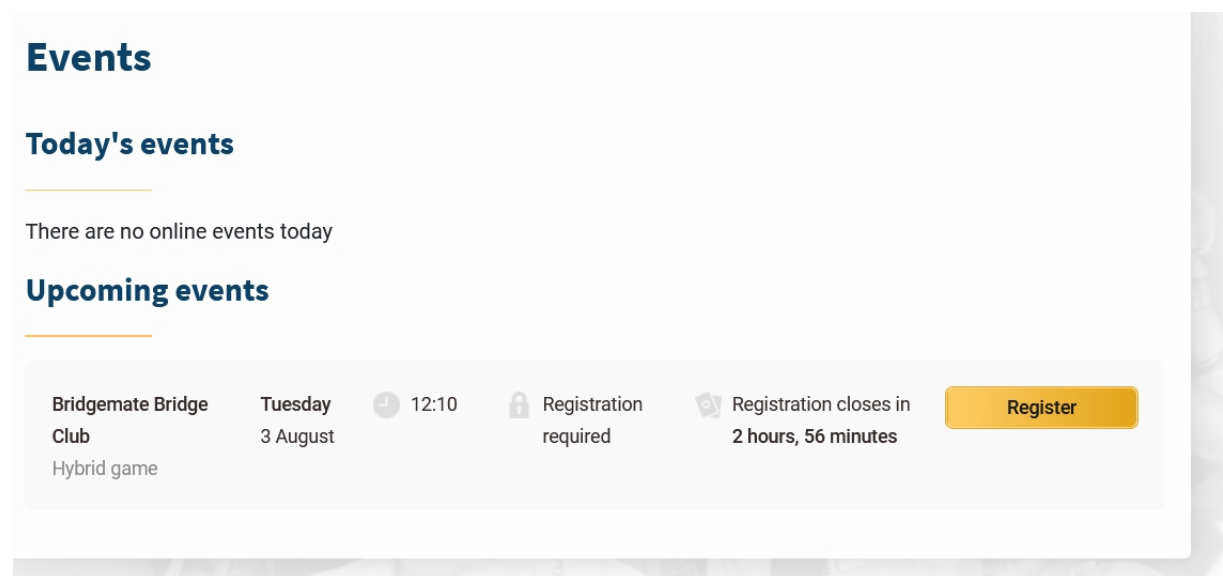 Events
Today's events
There are no online events today
Upcoming events
Bridgemate Bridge
Club
Hybrid game
Tuesday
3 August
12:10
Registration
required
Registration closes in
2 hours, 56 minutes
Register